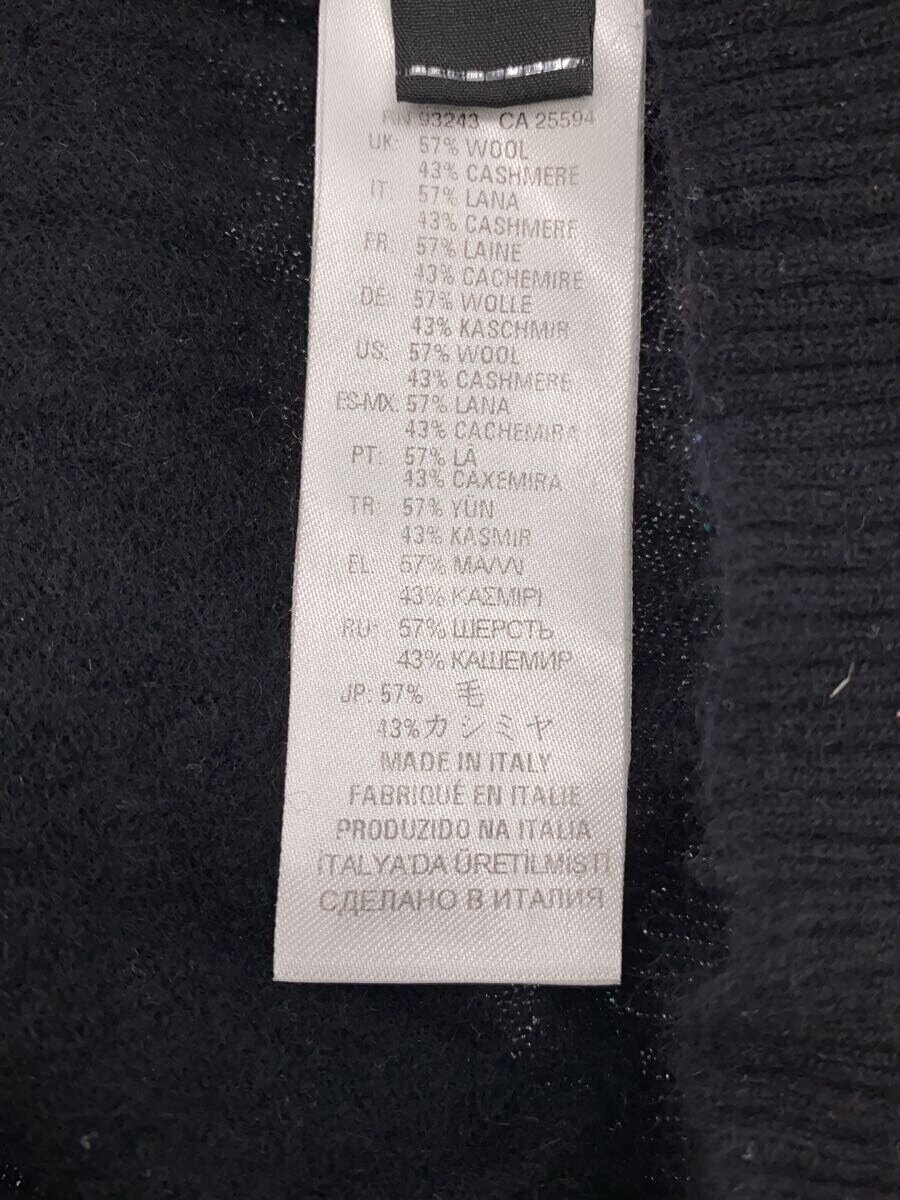 RN 93243 CA 25594
UK: 57% WOOL
43% CASHMERE
IT 57% LANA
43% CASHMERE
FR 57% LAINE
43% CACHEMIRE
DE: 57% WOLLE
43% KASCHMIR
US: 57% WOOL
43% CASHMERE
ES-MX: 57% LANA
43% CACHEMIRA
PT: 57% LÃ
43% CAXEMIRA
TR: 57% YÜN
43% KAŞMIR
EL: 57% ΜΑΛΛΙ
43% ΚΑΣΜΙΡΙ
RU: 57% ШЕРСТЬ
43% КАШЕМИР
JP: 57% 毛
43%カシミヤ
MADE IN ITALY
FABRIQUÉ EN ITALIE
PRODUZIDO NA ITALIA
İTALYA'DA ÜRETİLMİŞTİ
СДЕЛАНО В ИТАЛИЯ